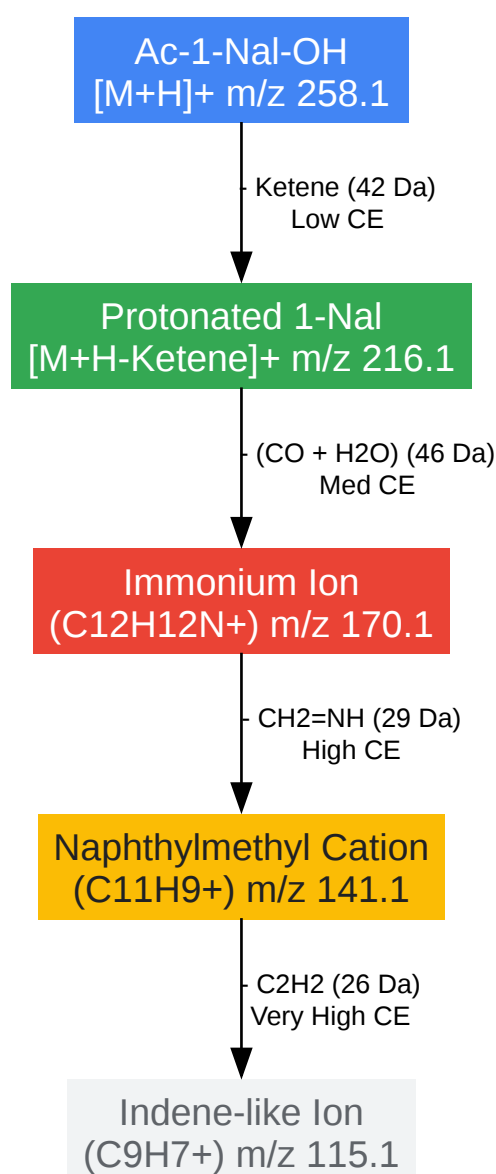 Ac-1-Nal-OH
[M+H]+ m/z 258.1
- Ketene (42 Da)
Low CE
Protonated 1-Nal
[M+H-Ketene]+ m/z 216.1
- (CO + H2O) (46 Da)
Med CE
Immonium Ion
(C12H12N+) m/z 170.1
- CH2=NH (29 Da)
High CE
Naphthylmethyl Cation
(C11H9+) m/z 141.1
- C2H2 (26 Da)
Very High CE
Indene-like Ion
(C9H7+) m/z 115.1